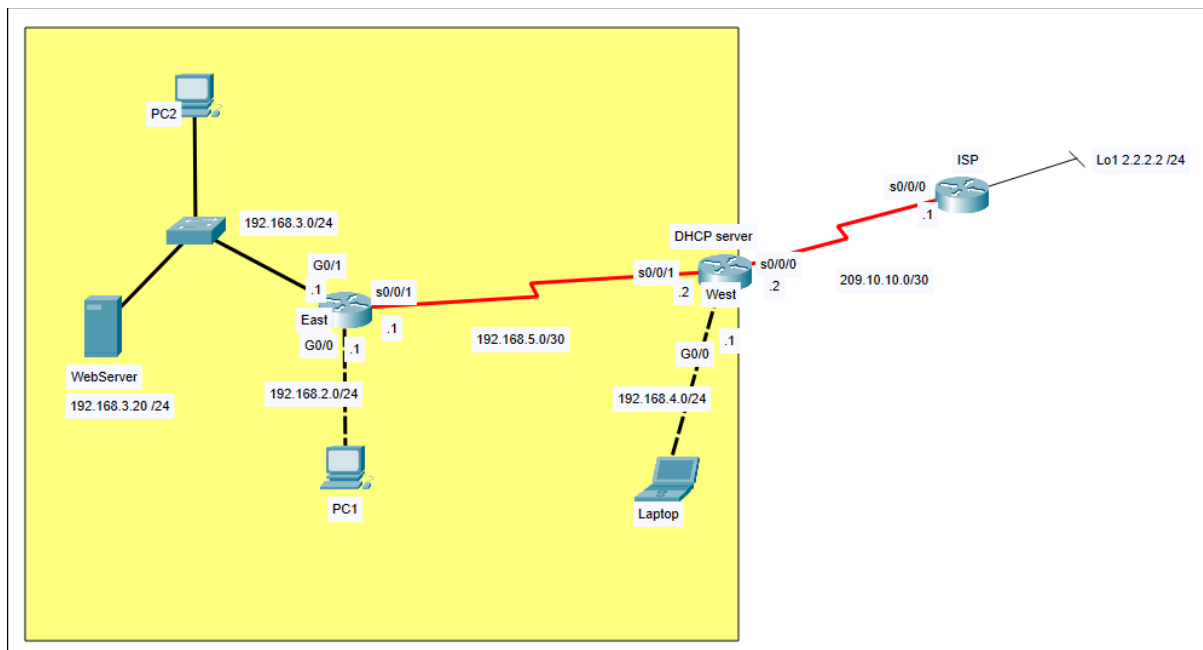 PC2
ISP
Lo1 2.2.2.2 /24
s0/0/0
.1
192.168.3.0/24
DHCP server
G0/1
s0/0/1
s0/0/0
.1
s0/0/1
.2
West
.2
209.10.10.0/30
East
.1
192.168.5.0/30
G0/0
.1
.1
G0/0
WebServer
192.168.3.20 /24
192.168.2.0/24
192.168.4.0/24
PC1
Laptop